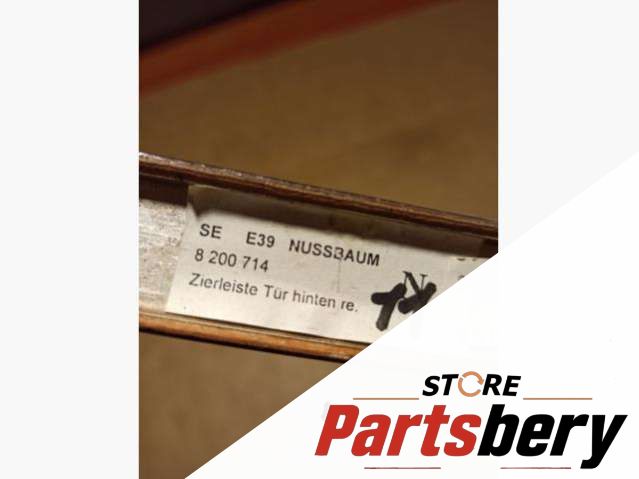 SE E39 NUSSBAUM
8 200 714
Zierleiste Tür hinten re.
N
STORE
Partsbery